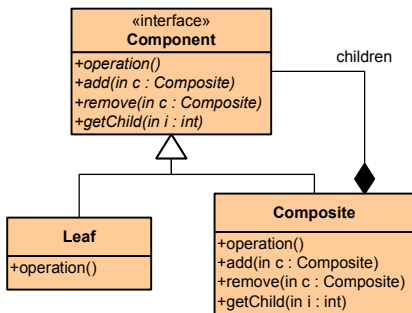 «interface»
Component
+operation()
+add(in c : Composite)
+remove(in c : Composite)
+getChild(in i : int)
children
Leaf
+operation()
Composite
+operation()
+add(in c : Composite)
+remove(in c : Composite)
+getChild(in i : int)